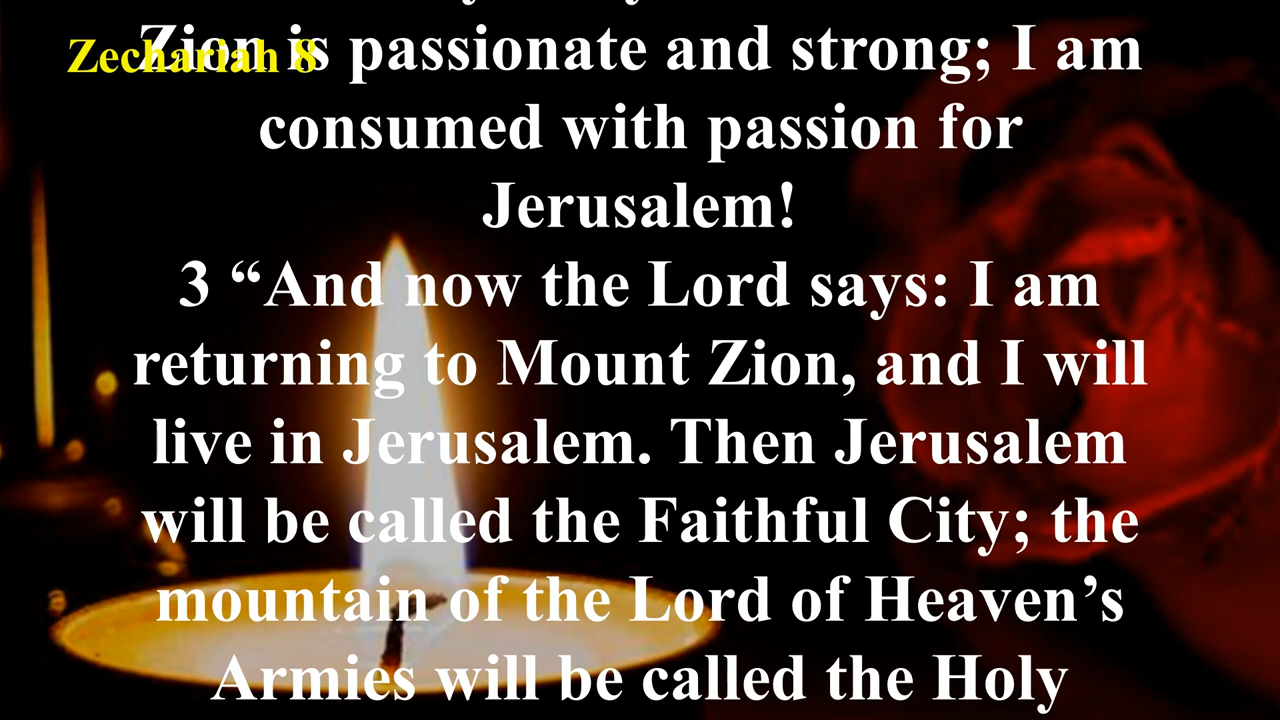 Zechariah 8
Zion is passionate and strong; I am
consumed with passion for
Jerusalem!
3 “And now the Lord says: I am
returning to Mount Zion, and I will
live in Jerusalem. Then Jerusalem
will be called the Faithful City; the
mountain of the Lord of Heaven’s
Armies will be called the Holy